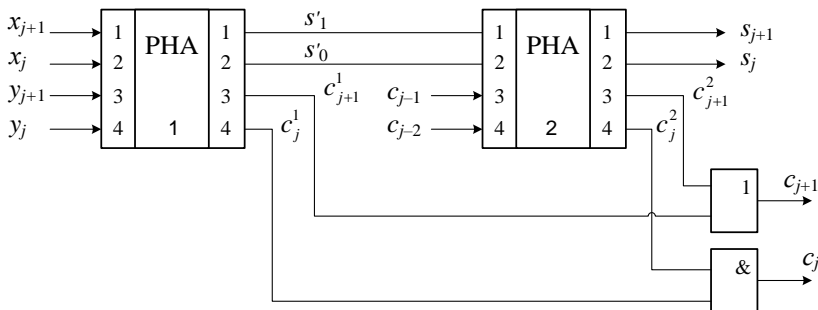 x_{j+1} 1 PHA 1 s'_1 1 PHA 1 s_{j+1}
x_j 2 2 s'_0 2 2 s_j
y_{j+1} 3 3 c^1_{j+1} c_{j–1} 3 3 c^2_{j+1}
y_j 4 1 4 c^1_j c_{j–2} 4 2 4 c^2_j
1 c_{j+1}
& c_j